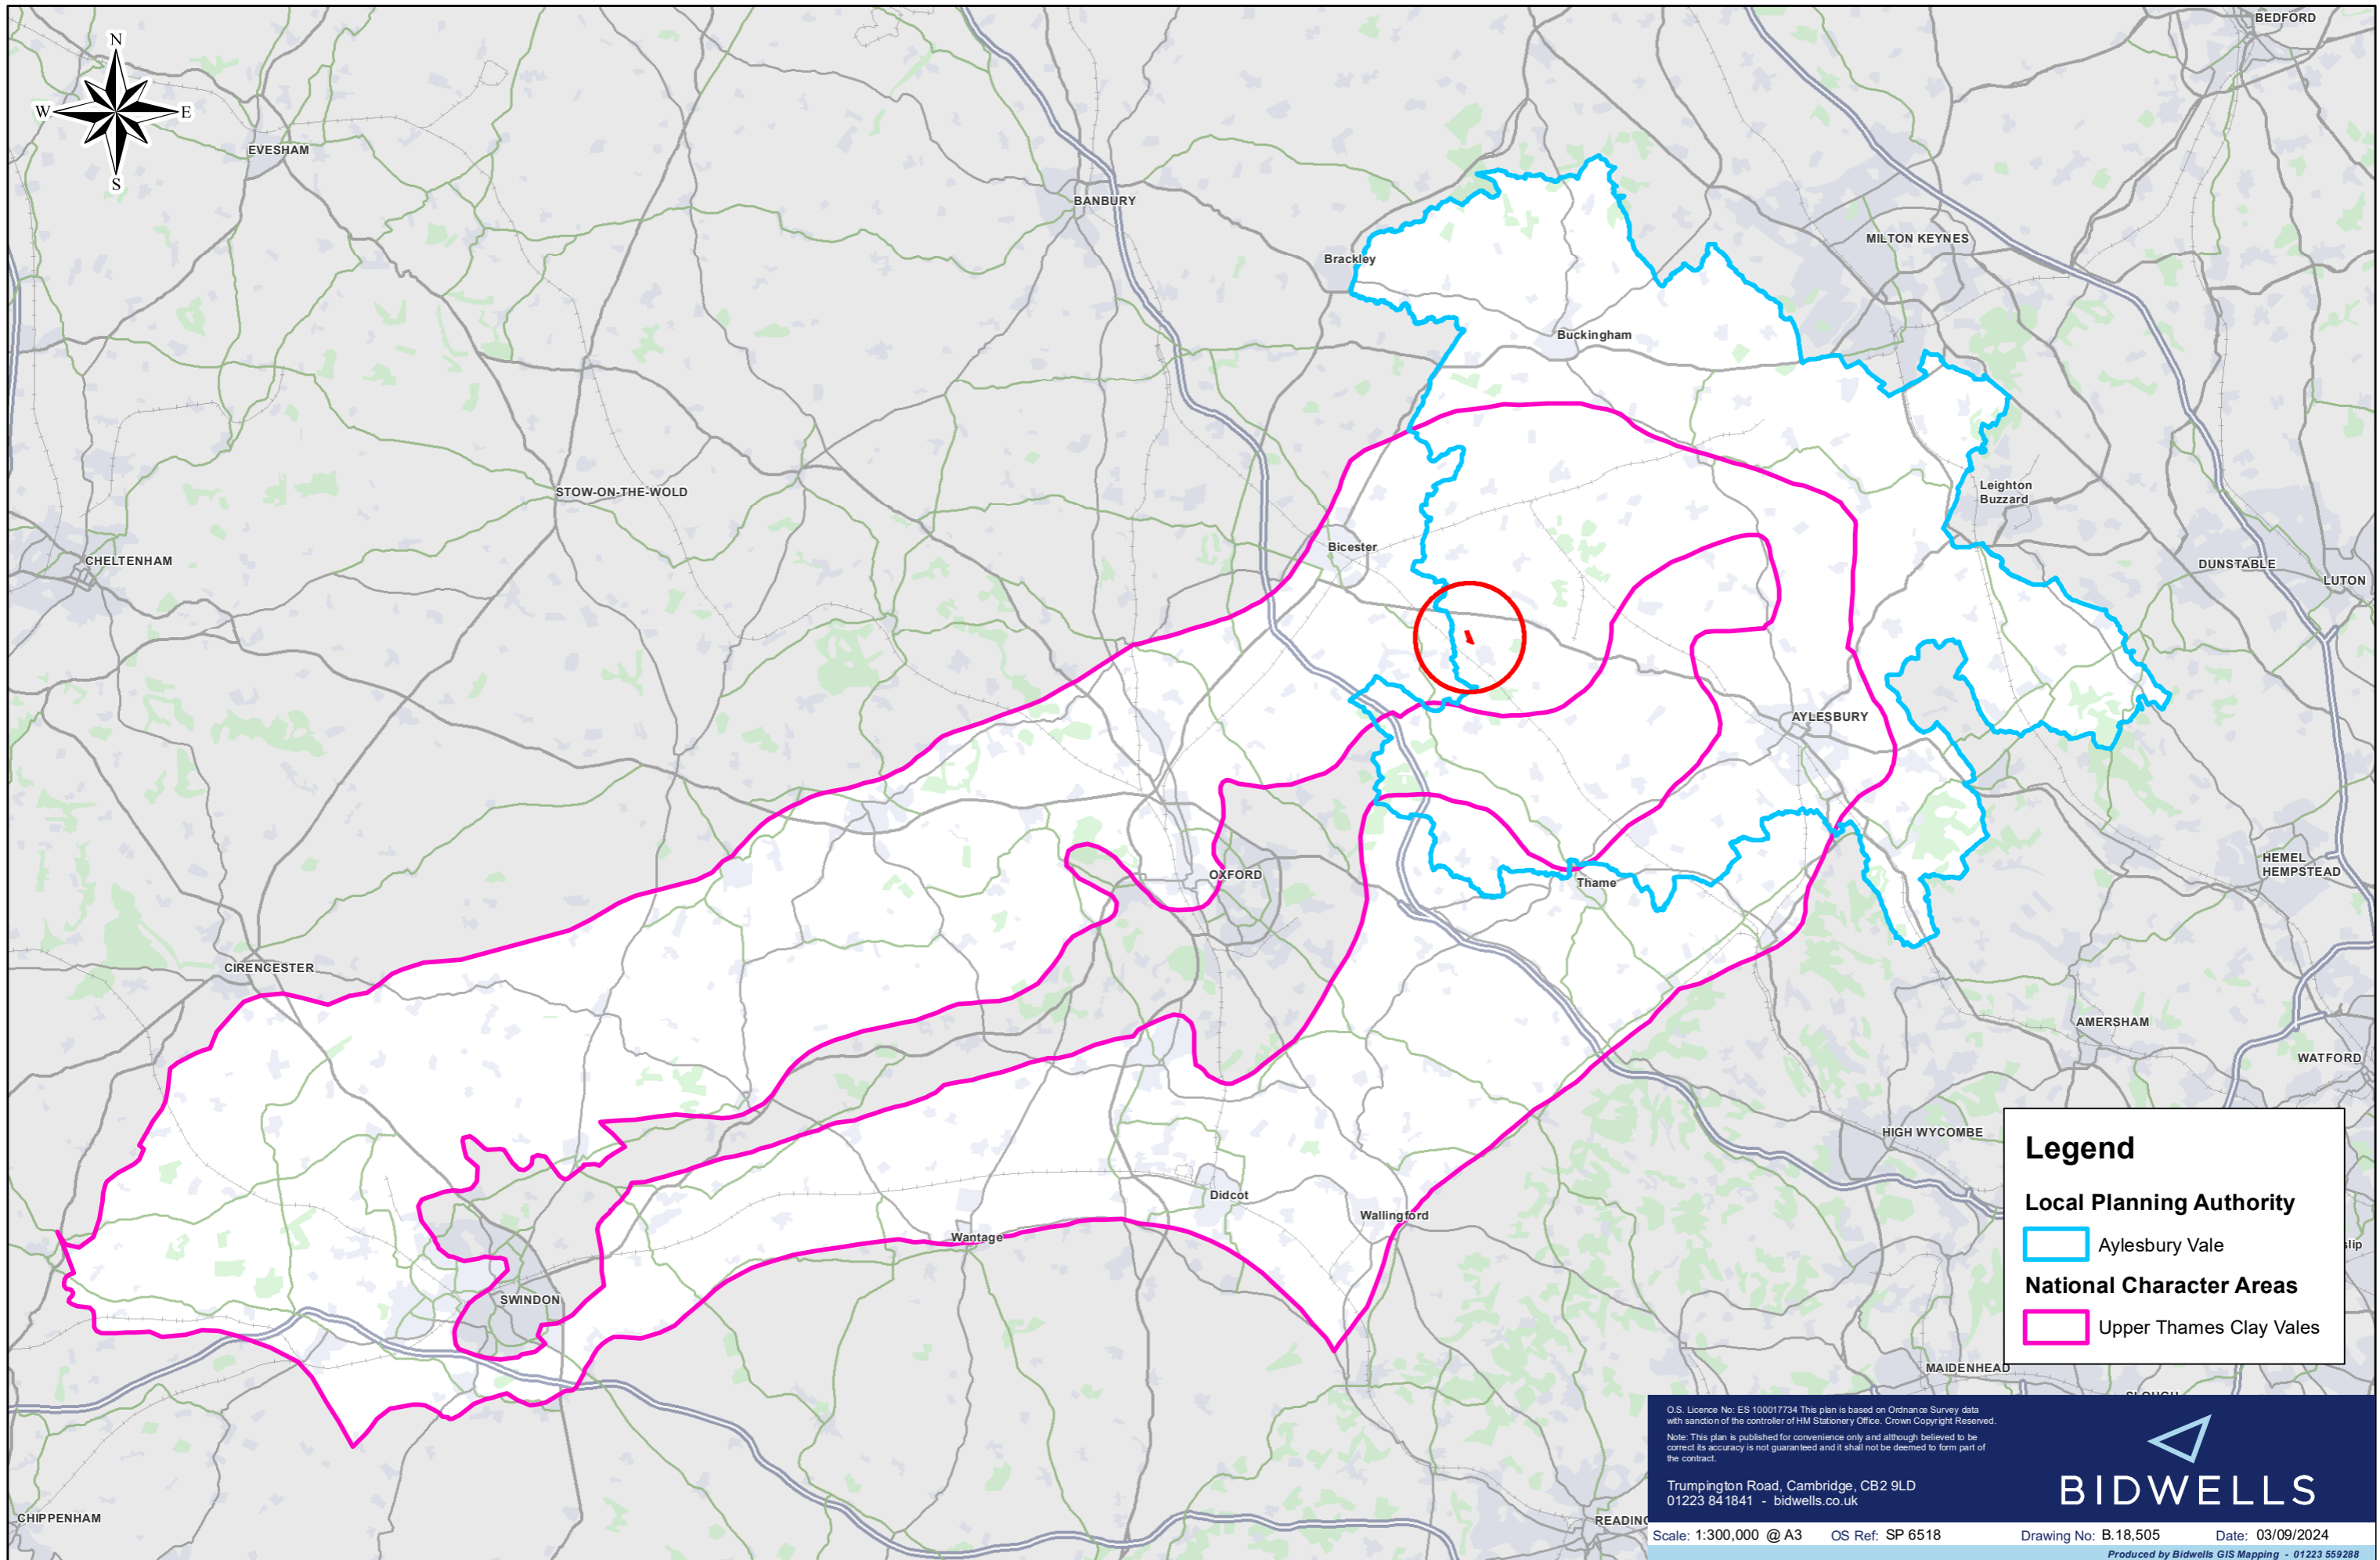 BEDFORD
N
W
E
S
EVESHAM
BANBURY
MILTON KEYNES
Brackley
Buckingham
STOW-ON-THE-WOLD
Leighton
Buzzard
Bicester
CHELTENHAM
DUNSTABLE
LUTON
AYLESBURY
OXFORD
Thame
HEMEL
HEMPSTEAD
CIRENCESTER
AMERSHAM
WATFORD
HIGH WYCOMBE
Didcot
Wallingford
Wantage
SWINDON
MAIDENHEAD
SLOUGH
CHIPPENHAM
READING
slip
Legend
Local Planning Authority
Aylesbury Vale
National Character Areas
Upper Thames Clay Vales
O.S. Licence No: ES 100017734 This plan is based on Ordnance Survey data
with sanction of the controller of HM Stationery Office. Crown Copyright Reserved.
Note: This plan is published for convenience only and although believed to be
correct its accuracy is not guaranteed and it shall not be deemed to form part of
the contract.
Trumpington Road, Cambridge, CB2 9LD
01223 841841 - bidwells.co.uk
BIDWELLS
Scale: 1:300,000 @ A3 OS Ref: SP 6518 Drawing No: B.18,505 Date: 03/09/2024
Produced by Bidwells GIS Mapping - 01223 559288